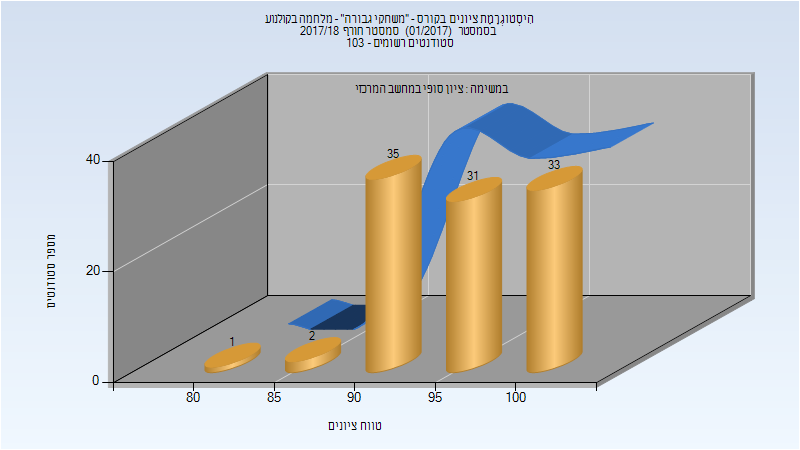 הִיסְטוֹגְרָמַת ציונים בקורס - "משחקי גבורה" - מלחמה בקולנוע
בסמסטר (01/2017) סמסטר חורף 2017/18
סטודנטים רשומים - 103
במשימה : ציון סופי במחשב המרכזי
מספר סטודנטים
40
20
0
35
31
33
1
2
80
85
90
95
100
טווח ציונים